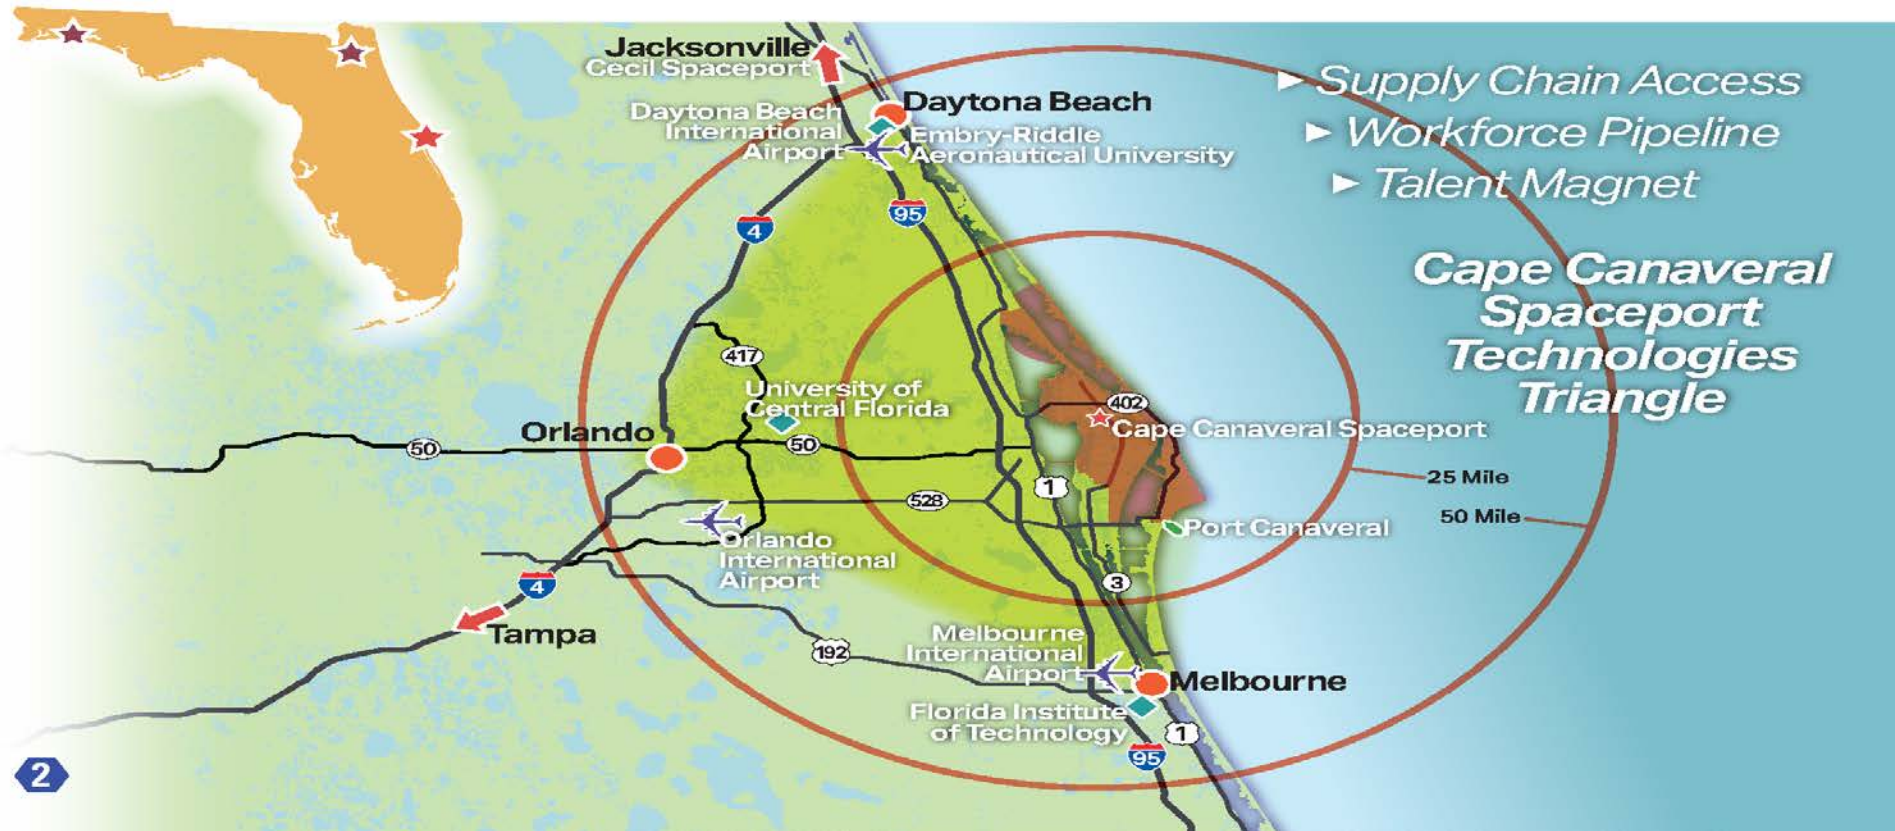 Jacksonville
Cecil Spaceport
Daytona Beach
International
Airport
Daytona Beach
Embry-Riddle
Aeronautical University
Supply Chain Access
Workforce Pipeline
Talent Magnet
Cape Canaveral
Spaceport
Technologies
Triangle
4
95
417
University of
Central Florida
402
Cape Canaveral Spaceport
Orlando
50
50
25 Mile
1
528
50 Mile
Port Canaveral
Orlando
International
Airport
4
3
Tampa
192
Melbourne
International
Airport
Melbourne
Florida Institute
of Technology
1
95
2